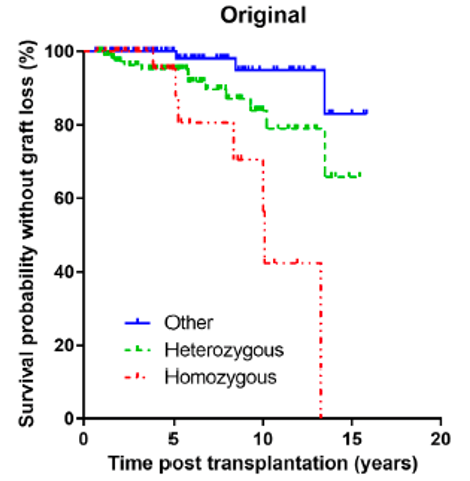 Original
Survival probability without graft loss (%)
100
80
60
40
20
0
Other
Heterozygous
Homozygous
0 5 10 15 20
Time post transplantation (years)